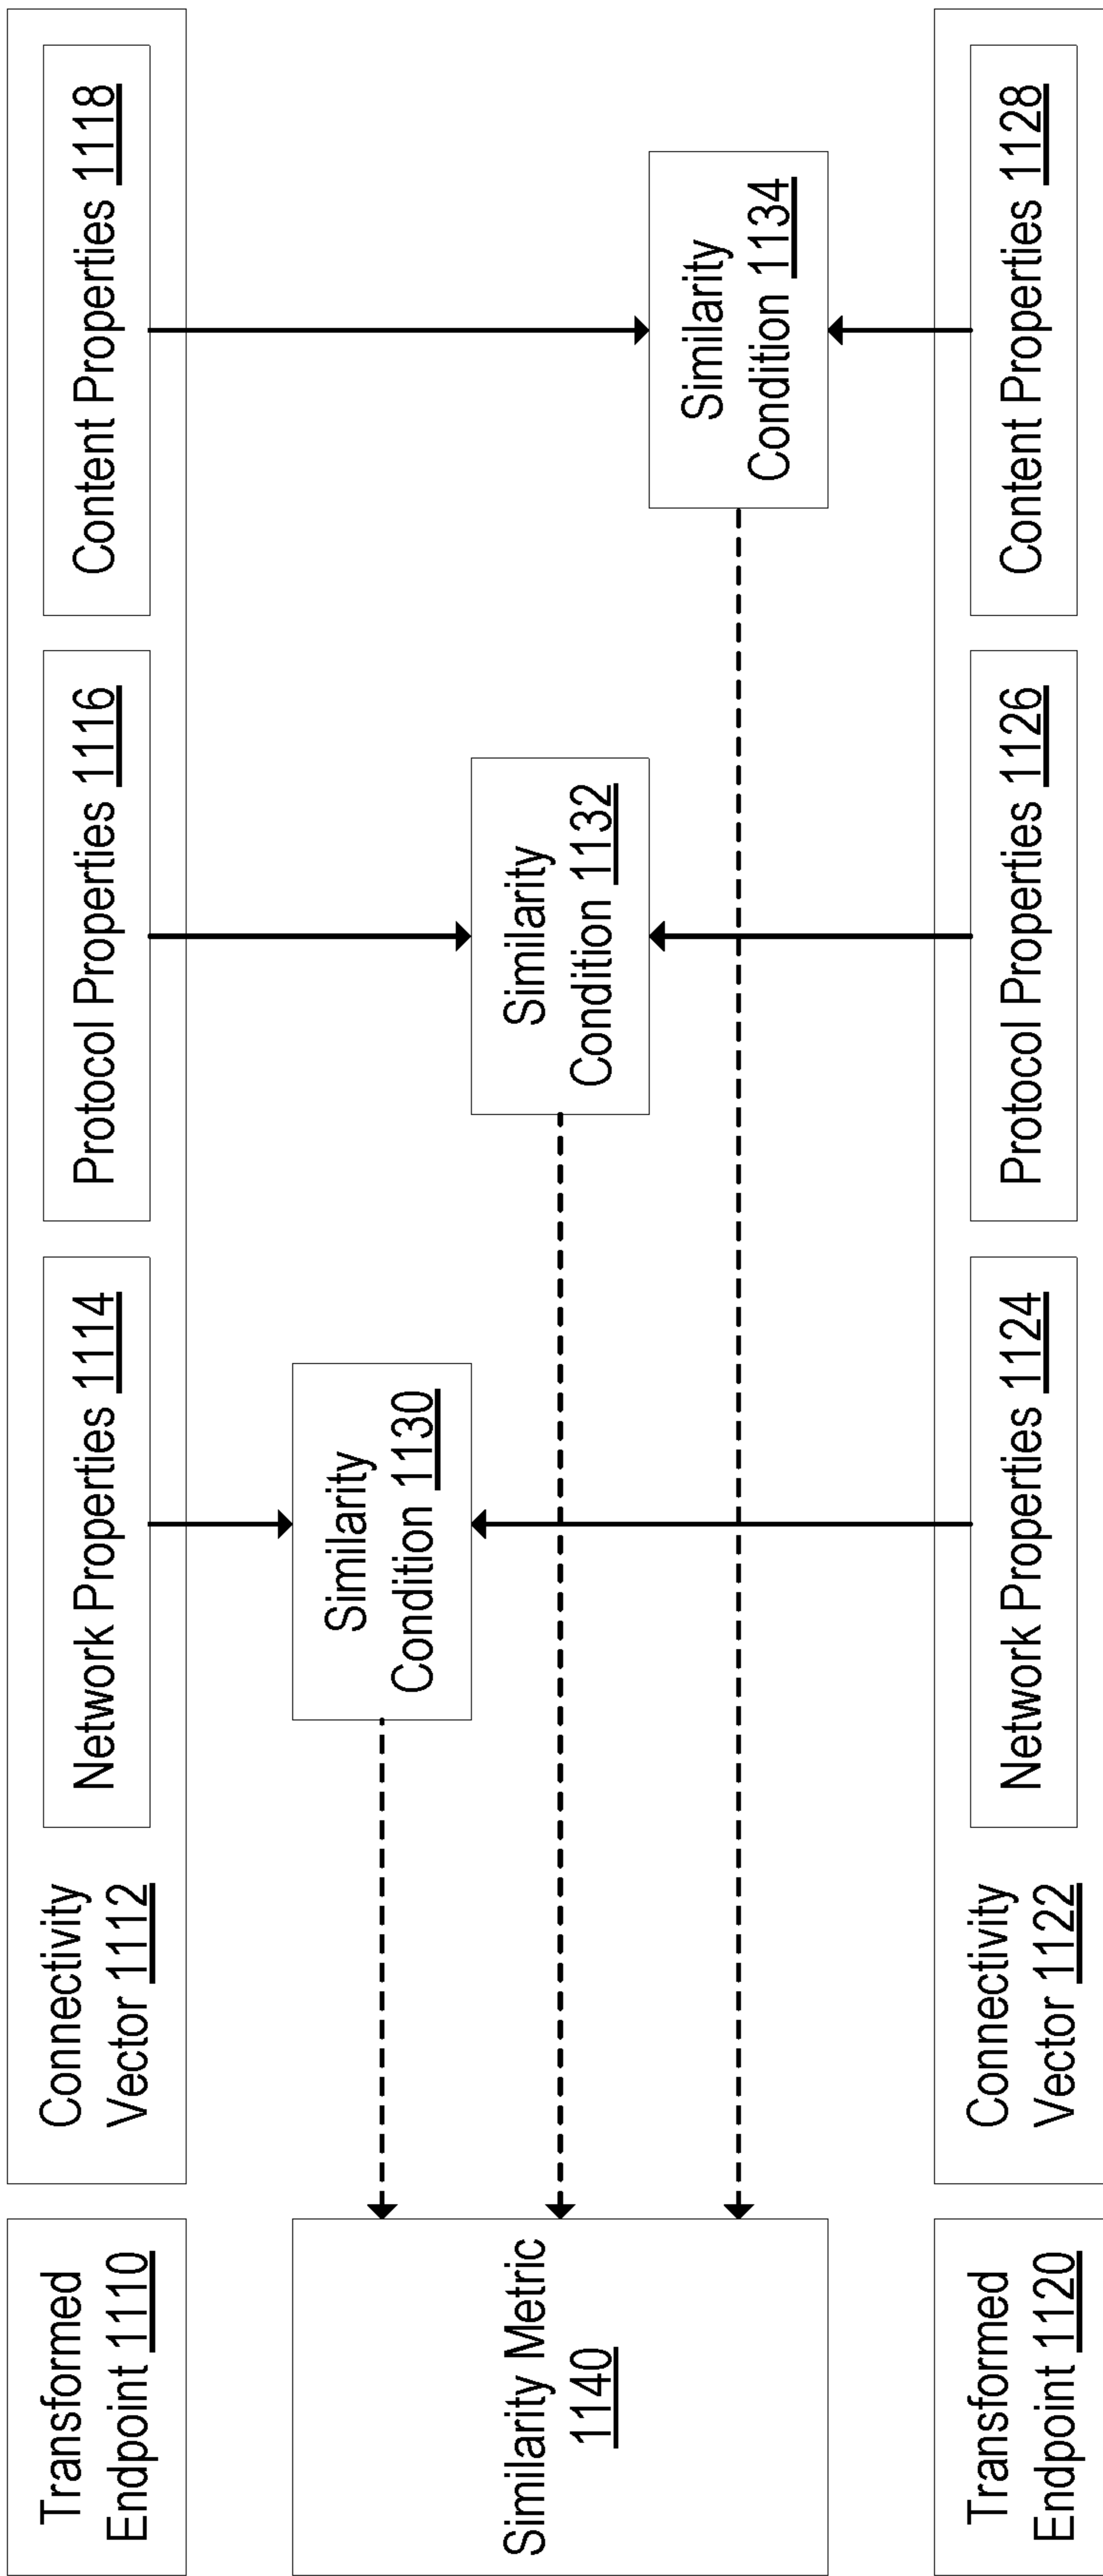 Transformed
Endpoint 1110
Connectivity
Vector 1112
Network Properties 1114
Protocol Properties 1116
Content Properties 1118
Similarity
Condition 1130
Similarity
Condition 1132
Similarity
Condition 1134
Similarity Metric
1140
Transformed
Endpoint 1120
Connectivity
Vector 1122
Network Properties 1124
Protocol Properties 1126
Content Properties 1128